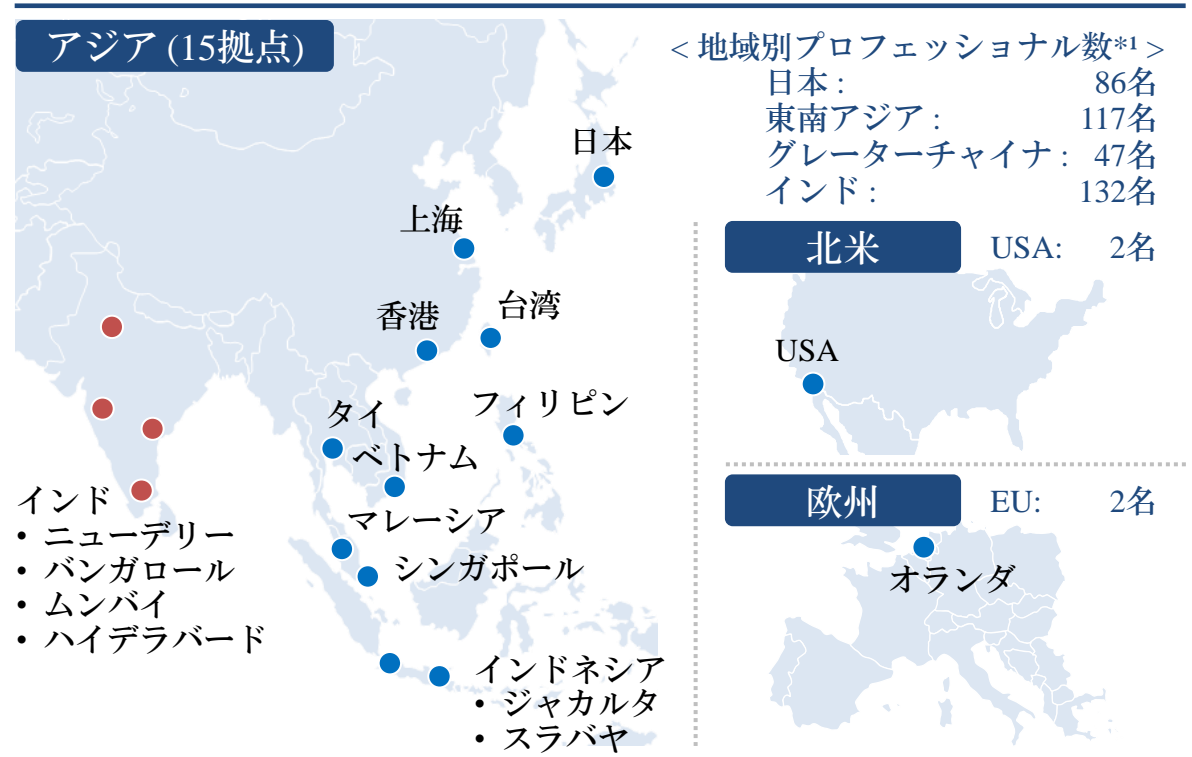 アジア (15拠点)
< 地域別プロフェッショナル数*¹ >
日本 : 86名
東南アジア : 117名
グレーターチャイナ : 47名
インド : 132名
日本
上海
香港
台湾
フィリピン
タイ
ベトナム
マレーシア
シンガポール
インド
• ニューデリー
• バンガロール
• ムンバイ
• ハイデラバード
インドネシア
• ジャカルタ
• スラバヤ
北米 USA: 2名
USA
欧州 EU: 2名
オランダ